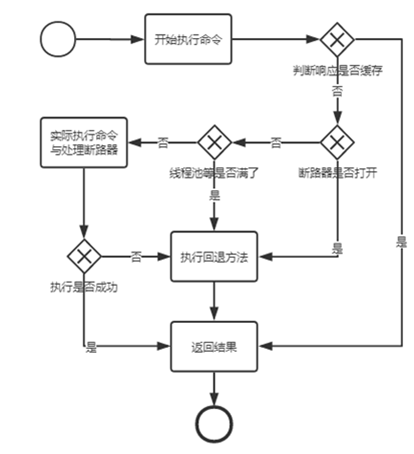 开始执行命令
判断响应是否缓存
否
实际执行命令
与处理断路器
否
否
线程池等是否满了
断路器是否打开
是
是
是
执行回退方法
否
执行是否成功
是
返回结果